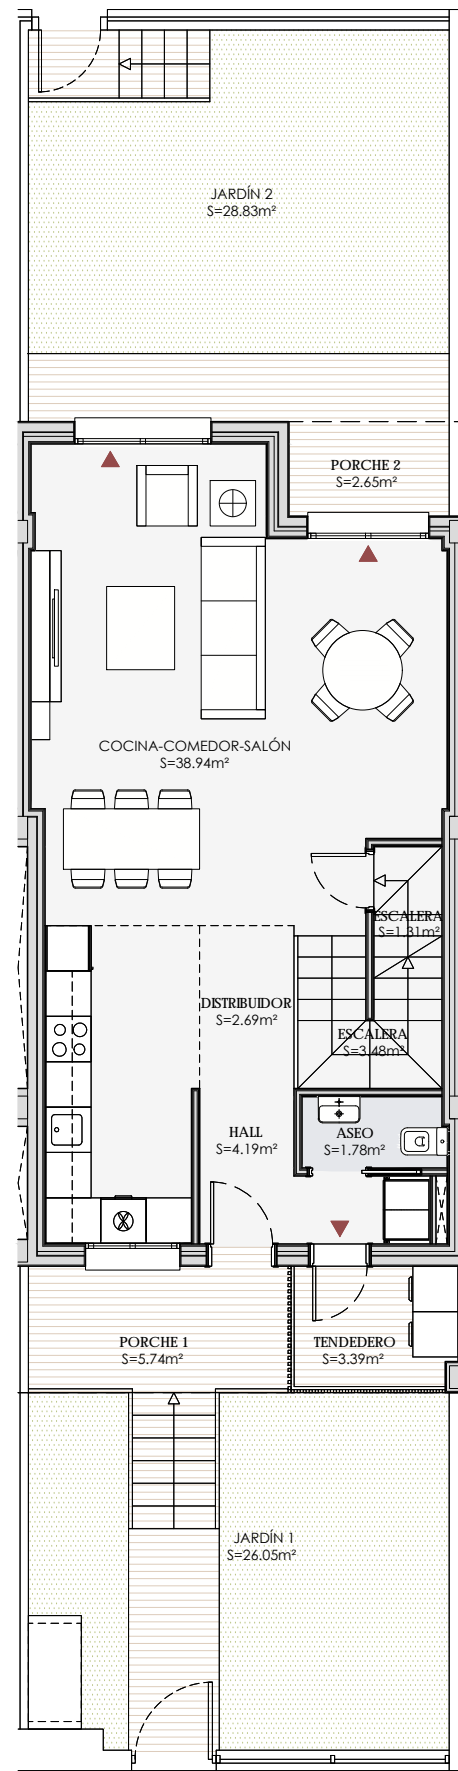 JARDÍN 2
S=28.83m²
PORCHE 2
S=2.65m²
COCINA-COMEDOR-SALÓN
S=38.94m²
ESCALERA
S=1.31m²
DISTRIBUIDOR
S=2.69m²
ESCALERA
S=3.48m²
HALL
S=4.19m²
ASEO
S=1.78m²
PORCHE 1
S=5.74m²
TENDEDERO
S=3.39m²
JARDÍN 1
S=26.05m²